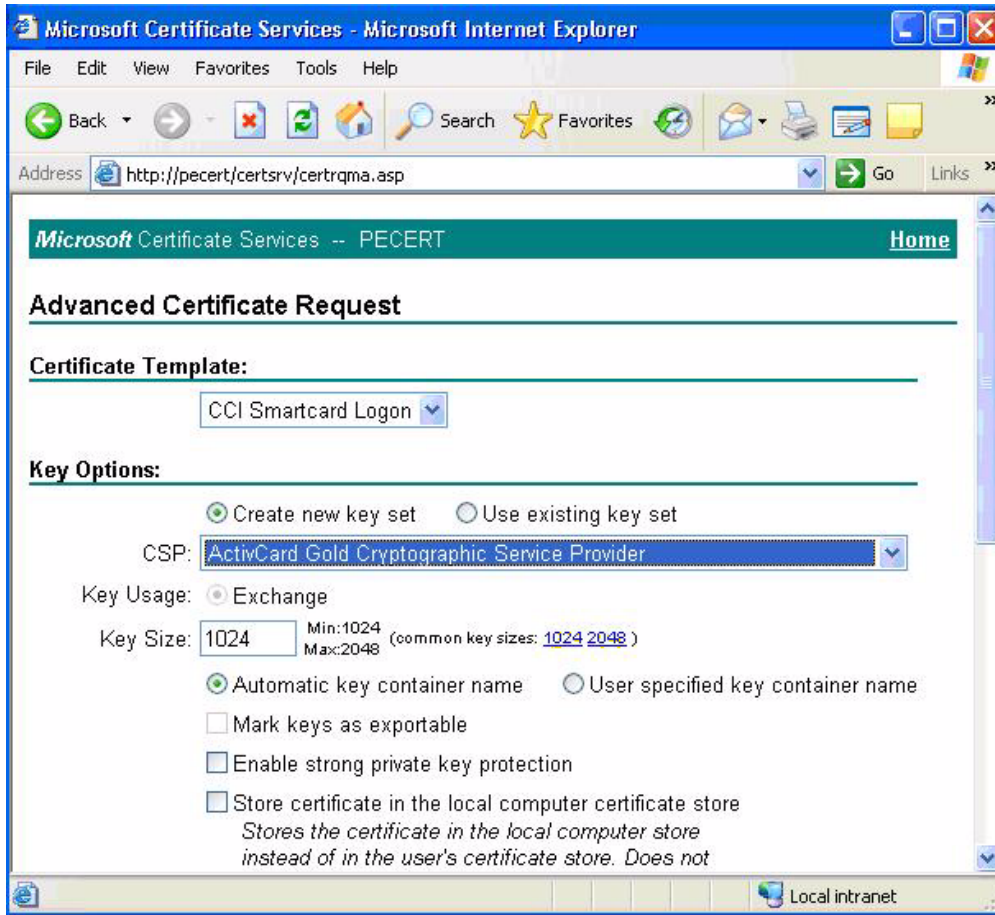 Microsoft Certificate Services - Microsoft Internet Explorer
File Edit View Favorites Tools Help
Back Search Favorites »
Address http://pecert/certsrv/certrqma.asp Go Links »
Microsoft Certificate Services -- PECERT Home
Advanced Certificate Request
Certificate Template:
CCI Smartcard Logon
Key Options:
Create new key set Use existing key set
CSP: ActivCard Gold Cryptographic Service Provider
Key Usage: Exchange
Key Size: 1024 Min:1024 Max:2048 (common key sizes: 1024 2048 )
Automatic key container name User specified key container name
Mark keys as exportable
Enable strong private key protection
Store certificate in the local computer certificate store
Stores the certificate in the local computer store
instead of in the user's certificate store. Does not
Local intranet